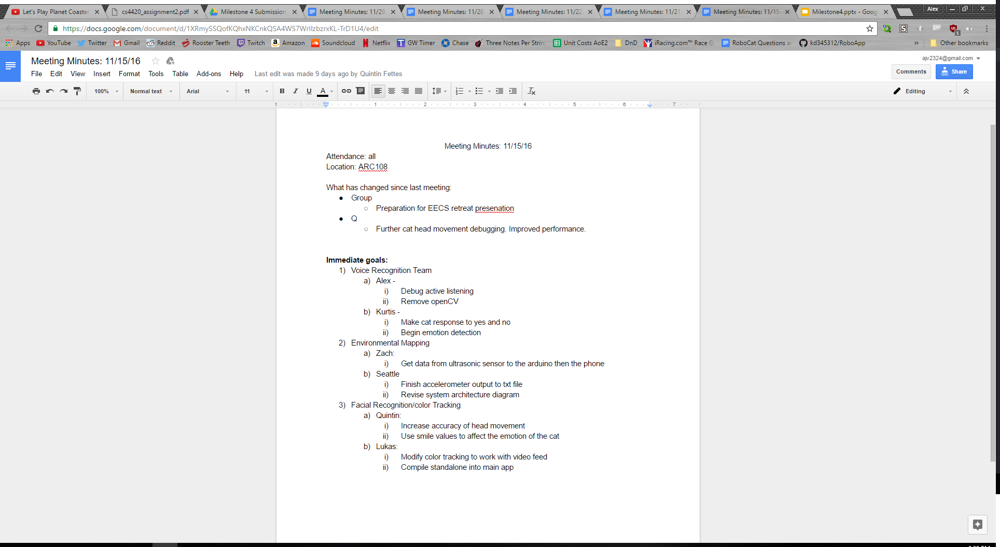 Let's Play Planet Coaster
cs4420_assignment2.pdf
Milestone 4 Submission
Meeting Minutes: 11/29
Meeting Minutes: 11/28
Meeting Minutes: 11/22
Meeting Minutes: 11/21
Meeting Minutes: 11/15
Milestone4.pptx - Goog
Alex
https://docs.google.com/document/d/1XRmySSQofKQhxNKCnkQSA4WS7WrIlzbzrxKL-TrD1U4/edit
Apps YouTube Twitter Gmail Reddit Rooster Teeth Twitch Amazon Soundcloud Netflix GW Timer Chase Three Notes Per String Unit Costs AoE2 DnD iRacing.com™ Race G RoboCat Questions a kd345312/RoboApp » Other bookmarks
Meeting Minutes: 11/15/16
ajv2324@gmail.com
File Edit View Insert Format Tools Table Add-ons Help Last edit was made 9 days ago by Quintin Fettes
Comments Share
100% Normal text Arial 11 B I U A Editing
1 1 2 3 4 5 6 7
Meeting Minutes: 11/15/16
Attendance: all
Location: ARC108
What has changed since last meeting:
● Group
○ Preparation for EECS retreat presenation
● Q
○ Further cat head movement debugging. Improved performance.
Immediate goals:
1) Voice Recognition Team
a) Alex -
i) Debug active listening
ii) Remove openCV
b) Kurtis -
i) Make cat response to yes and no
ii) Begin emotion detection
2) Environmental Mapping
a) Zach:
i) Get data from ultrasonic sensor to the arduino then the phone
b) Seattle
i) Finish accelerometer output to txt file
ii) Revise system architecture diagram
3) Facial Recognition/color Tracking
a) Quintin:
i) Increase accuracy of head movement
ii) Use smile values to affect the emotion of the cat
b) Lukas:
i) Modify color tracking to work with video feed
ii) Compile standalone into main app